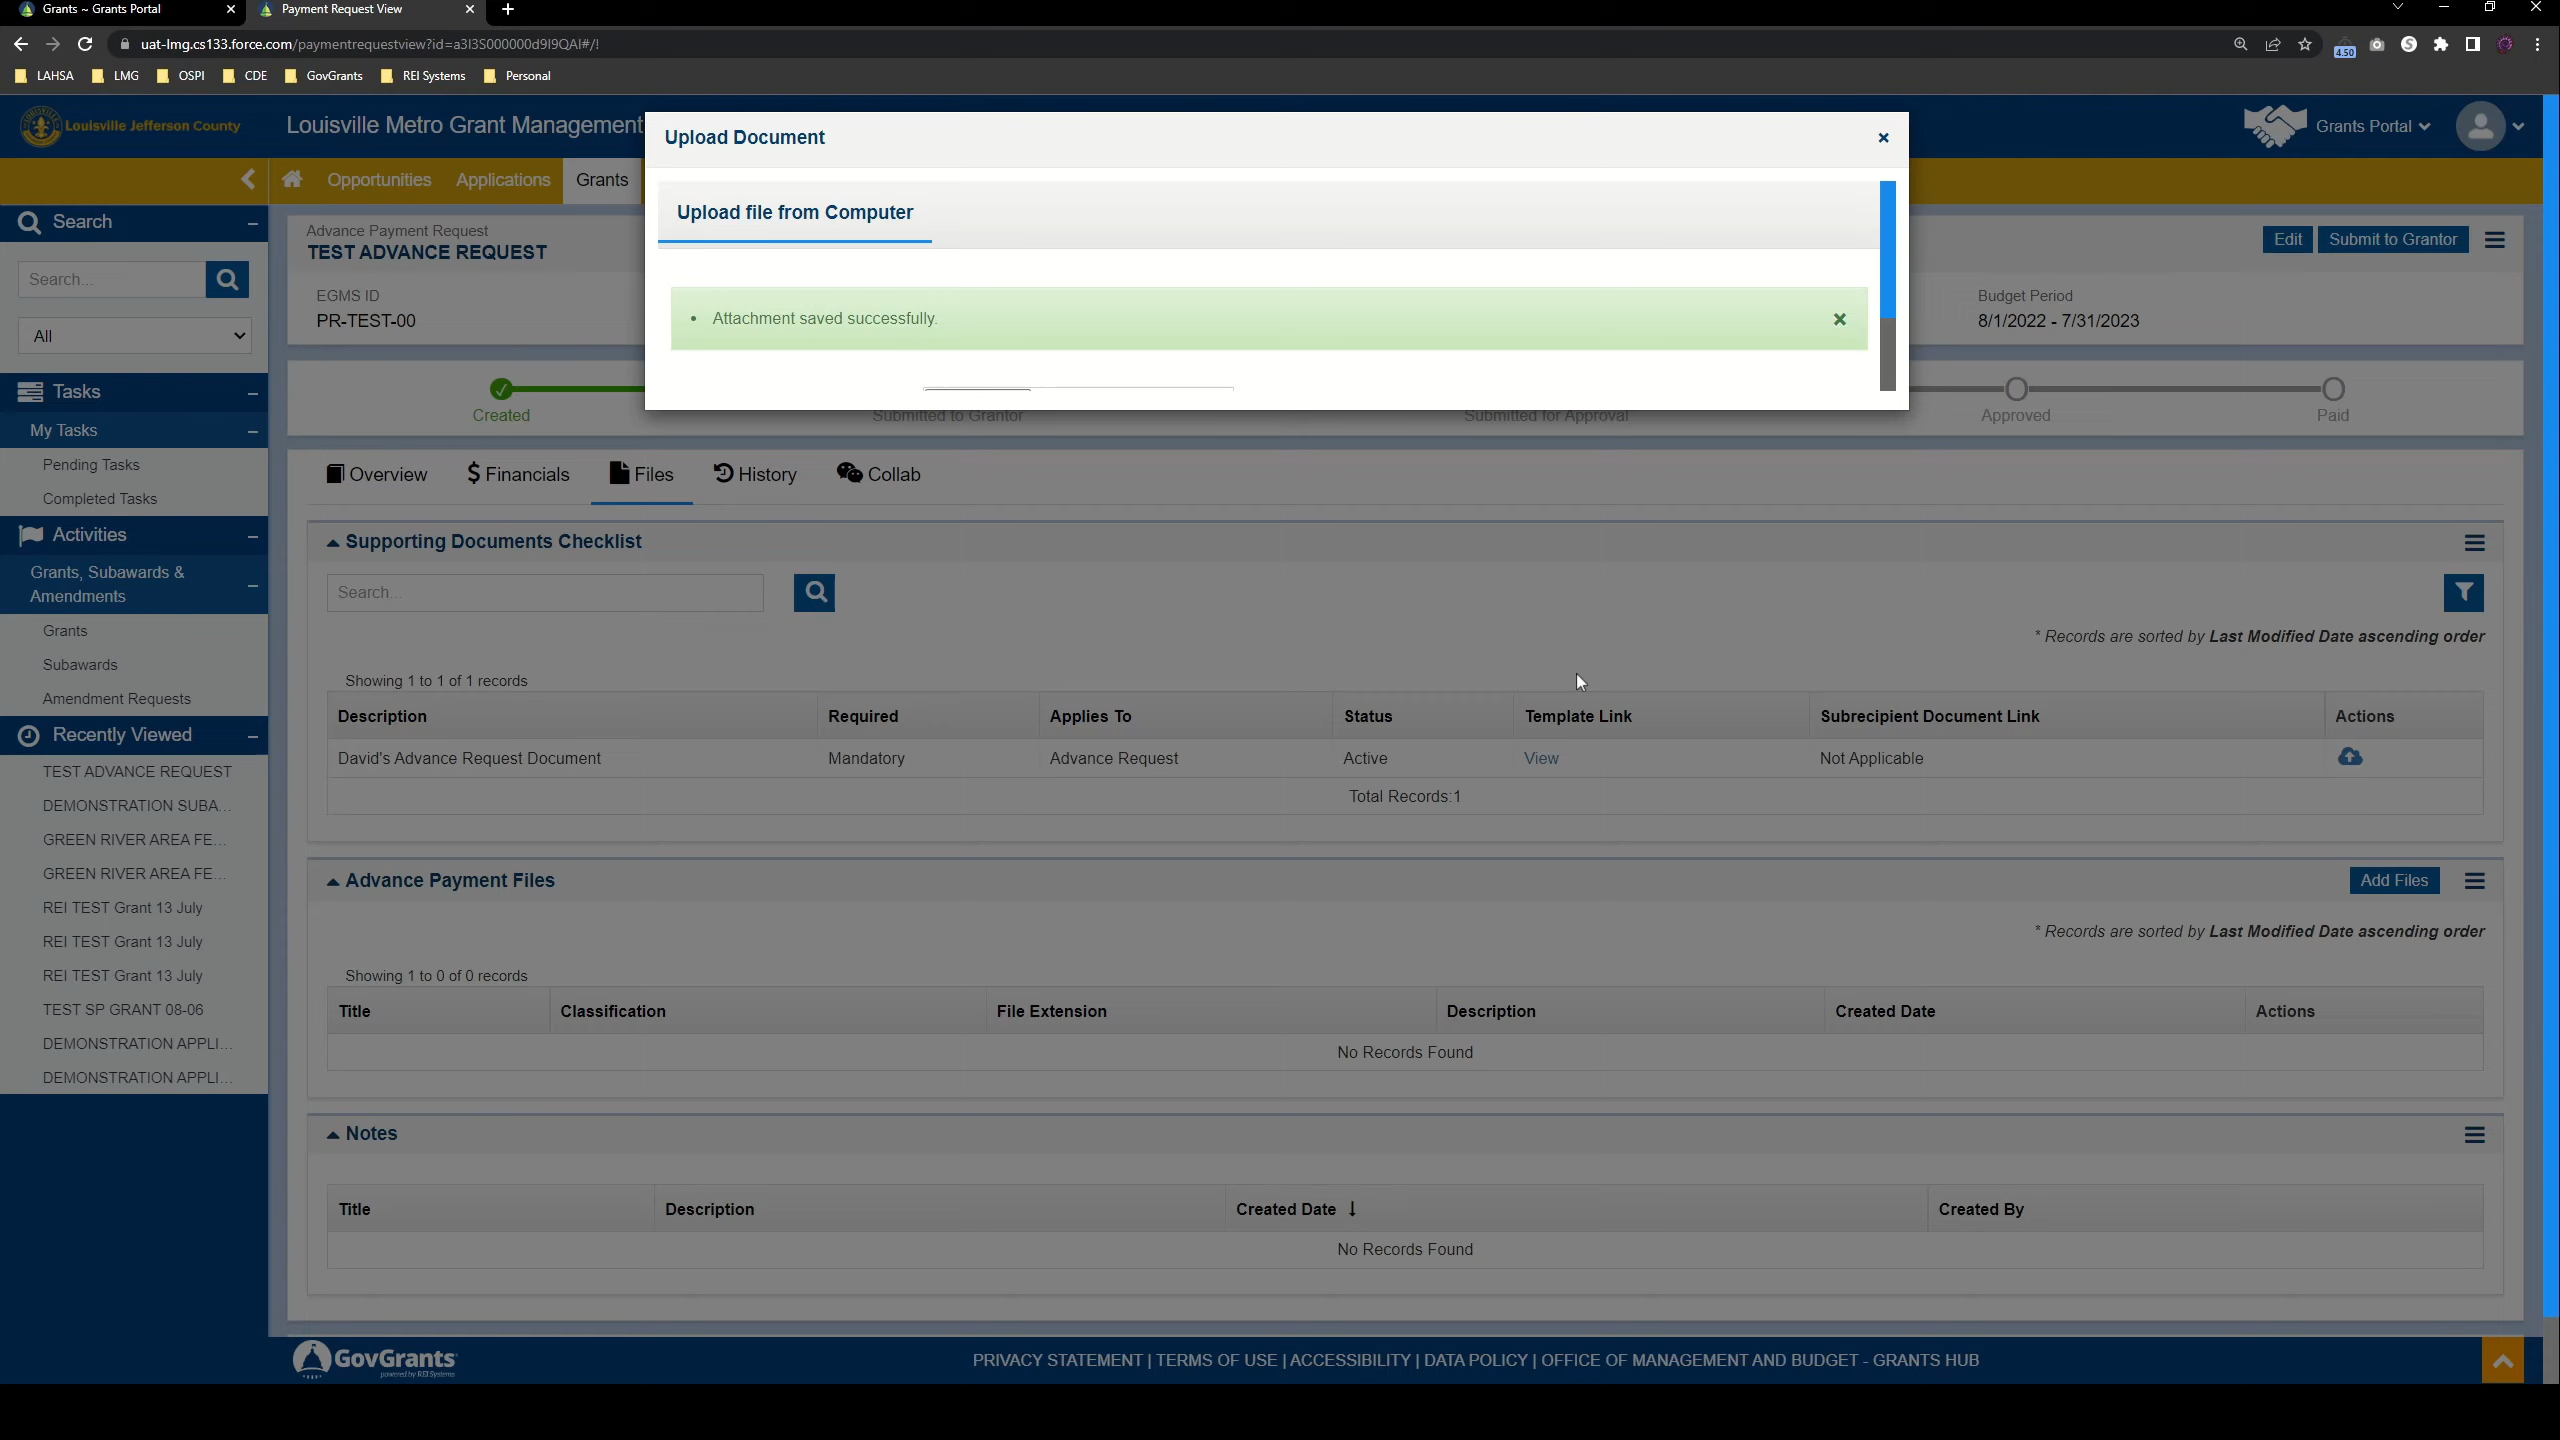 Grants ~ Grants Portal
Payment Request View
uat-lmg.cs133.force.com/paymentrequestview?id=a3I3S000000d9I9QAI#/!
4.50
LAHSA
LMG
OSPI
CDE
GovGrants
REI Systems
Personal
Louisville Jefferson County
Louisville Metro Grant Management
Grants Portal
Opportunities
Applications
Grants
Upload Document
Upload file from Computer
• Attachment saved successfully.
Search
Search...
All
Tasks
My Tasks
Pending Tasks
Completed Tasks
Activities
Grants, Subawards &
Amendments
Grants
Subawards
Amendment Requests
Recently Viewed
TEST ADVANCE REQUEST
DEMONSTRATION SUBA...
GREEN RIVER AREA FE...
GREEN RIVER AREA FE...
REI TEST Grant 13 July
REI TEST Grant 13 July
REI TEST Grant 13 July
TEST SP GRANT 08-06
DEMONSTRATION APPLI...
DEMONSTRATION APPLI...
Advance Payment Request
TEST ADVANCE REQUEST
Edit
Submit to Grantor
EGMS ID
PR-TEST-00
Budget Period
8/1/2022 - 7/31/2023
Created
Submitted to Grantor
Submitted for Approval
Approved
Paid
Overview
Financials
Files
History
Collab
Supporting Documents Checklist
Search...
* Records are sorted by Last Modified Date ascending order
Showing 1 to 1 of 1 records
Description
Required
Applies To
Status
Template Link
Subrecipient Document Link
Actions
David's Advance Request Document
Mandatory
Advance Request
Active
View
Not Applicable
Total Records:1
Advance Payment Files
Add Files
* Records are sorted by Last Modified Date ascending order
Showing 1 to 0 of 0 records
Title
Classification
File Extension
Description
Created Date
Actions
No Records Found
Notes
Title
Description
Created Date
Created By
No Records Found
GovGrants
powered by REI Systems
PRIVACY STATEMENT | TERMS OF USE | ACCESSIBILITY | DATA POLICY | OFFICE OF MANAGEMENT AND BUDGET - GRANTS HUB